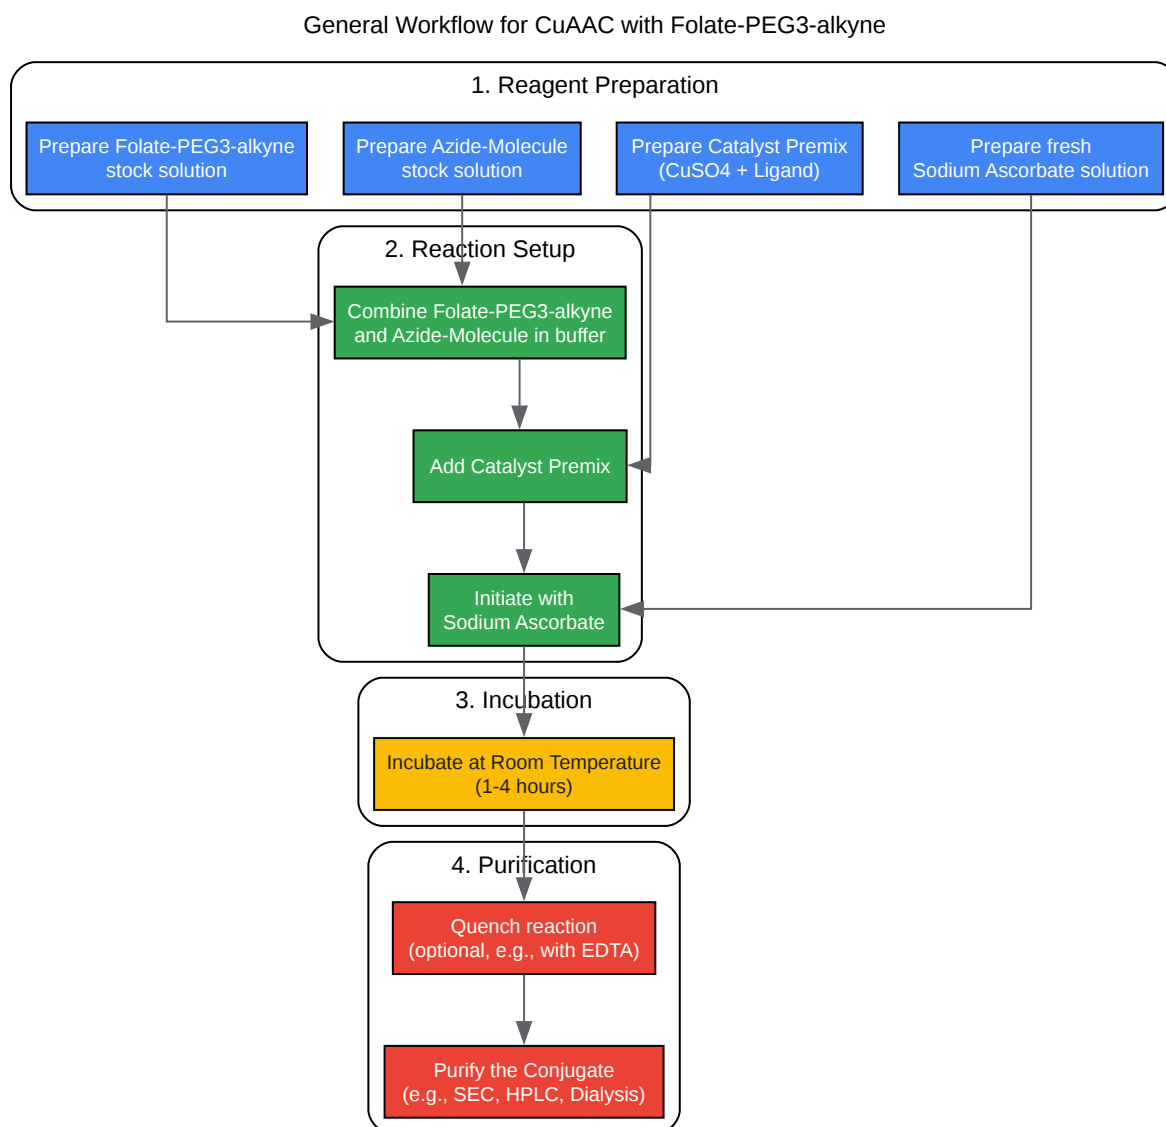 General Workflow for CuAAC with Folate-PEG3-alkyne
1. Reagent Preparation
Prepare Folate-PEG3-alkyne
stock solution
Prepare Azide-Molecule
stock solution
Prepare Catalyst Premix
(CuSO4 + Ligand)
Prepare fresh
Sodium Ascorbate solution
2. Reaction Setup
Combine Folate-PEG3-alkyne
and Azide-Molecule in buffer
Add Catalyst Premix
Initiate with
Sodium Ascorbate
3. Incubation
Incubate at Room Temperature
(1-4 hours)
4. Purification
Quench reaction
(optional, e.g., with EDTA)
Purify the Conjugate
(e.g., SEC, HPLC, Dialysis)